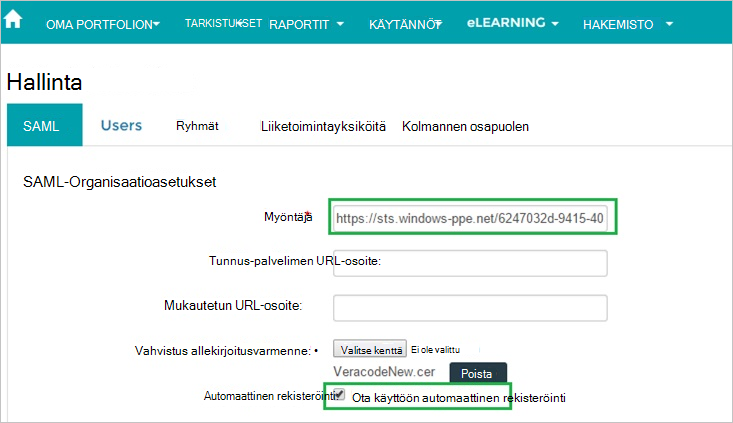 OMA PORTFOLION TARKISTUKSET RAPORTIT KÄYTÄNNÖT eLEARNING HAKEMISTO
Hallinta
SAML Users Ryhmät Liiketoimintayksiköitä Kolmannen osapuolen
SAML-Organisaatioasetukset
Myöntäjä* https://sts.windows-ppe.net/6247032d-9415-40
Tunnus-palvelimen URL-osoite:
Mukautetun URL-osoite:
Vahvistus allekirjoitusvarmenne: • Valitse kenttä Ei ole valittu
VeracodeNew.cer Poista
Automaattinen rekisteröinti: Ota käyttöön automaattinen rekisteröinti